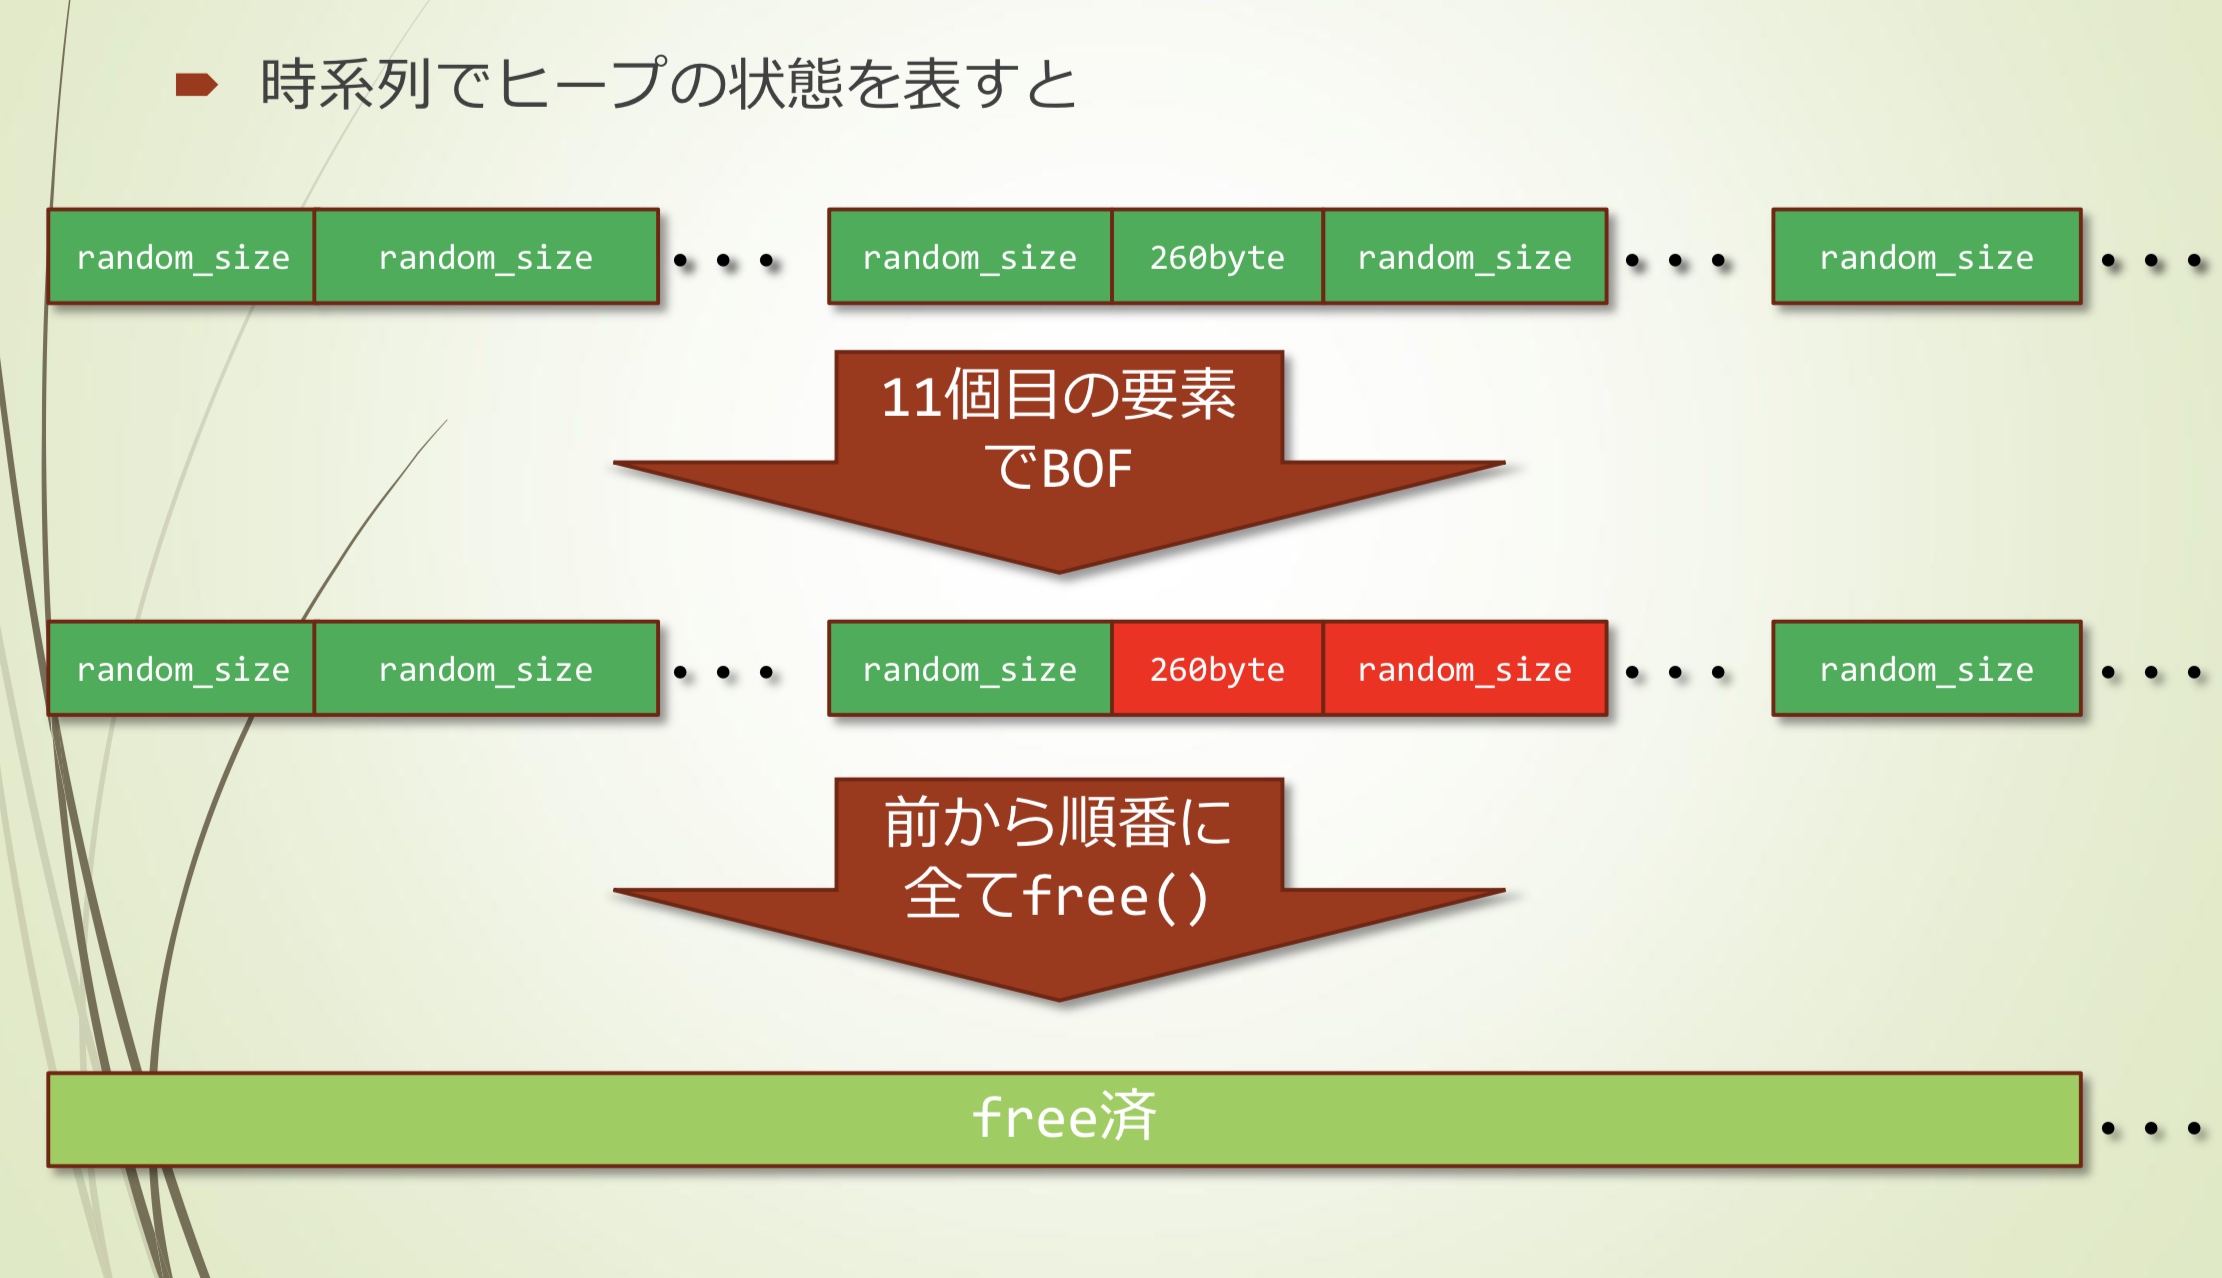 時系列でヒープの状態を表すと
random_size random_size ・・・ random_size 260byte random_size ・・・ random_size ・・・
11個目の要素
でBOF
random_size random_size ・・・ random_size 260byte random_size ・・・ random_size ・・・
前から順番に
全てfree()
free済 ・・・